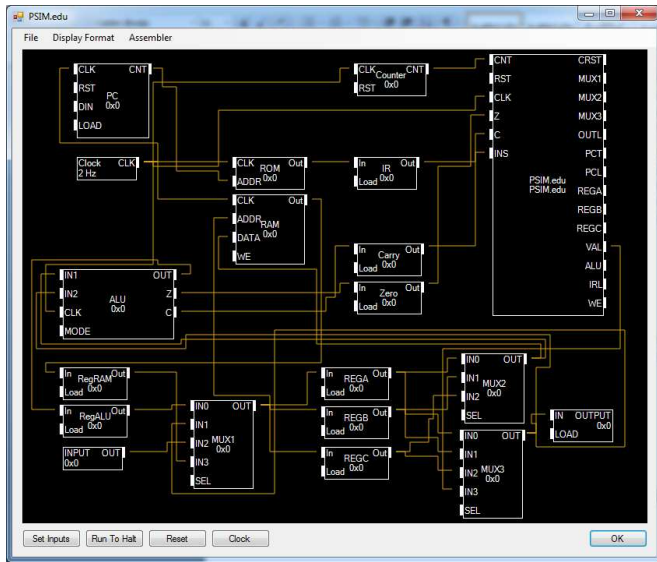 PSIM.edu
File Display Format Assembler
CLK CNT
RST
PC
DIN 0x0
LOAD
CLK CNT
Counter
RST 0x0
CNT CRST
RST MUX1
CLK MUX2
Z MUX3
C OUTL
INS PCT
PCL
PSIM.edu
PSIM.edu REGA
REGB
REGC
VAL
ALU
IRL
WE
Clock CLK
2 Hz
CLK Out
ROM
ADDR 0x0
In Out
IR
Load 0x0
CLK Out
ADDR
RAM
DATA 0x0
WE
In Out
Carry
Load 0x0
In Out
Zero
Load 0x0
IN1 OUT
IN2 Z
ALU
CLK 0x0 C
MODE
In Out
RegRAM
Load 0x0
In Out
RegALU
Load 0x0
INPUT OUT
0x0
IN0 OUT
IN1
IN2 MUX1
0x0
IN3
SEL
In Out
REGA
Load 0x0
In Out
REGB
Load 0x0
In Out
REGC
Load 0x0
IN0 OUT
IN1
MUX2
IN2 0x0
SEL
IN0 OUT
IN1
IN2 MUX3
0x0
IN3
SEL
IN OUTPUT
0x0
LOAD
Set Inputs Run To Halt Reset Clock OK